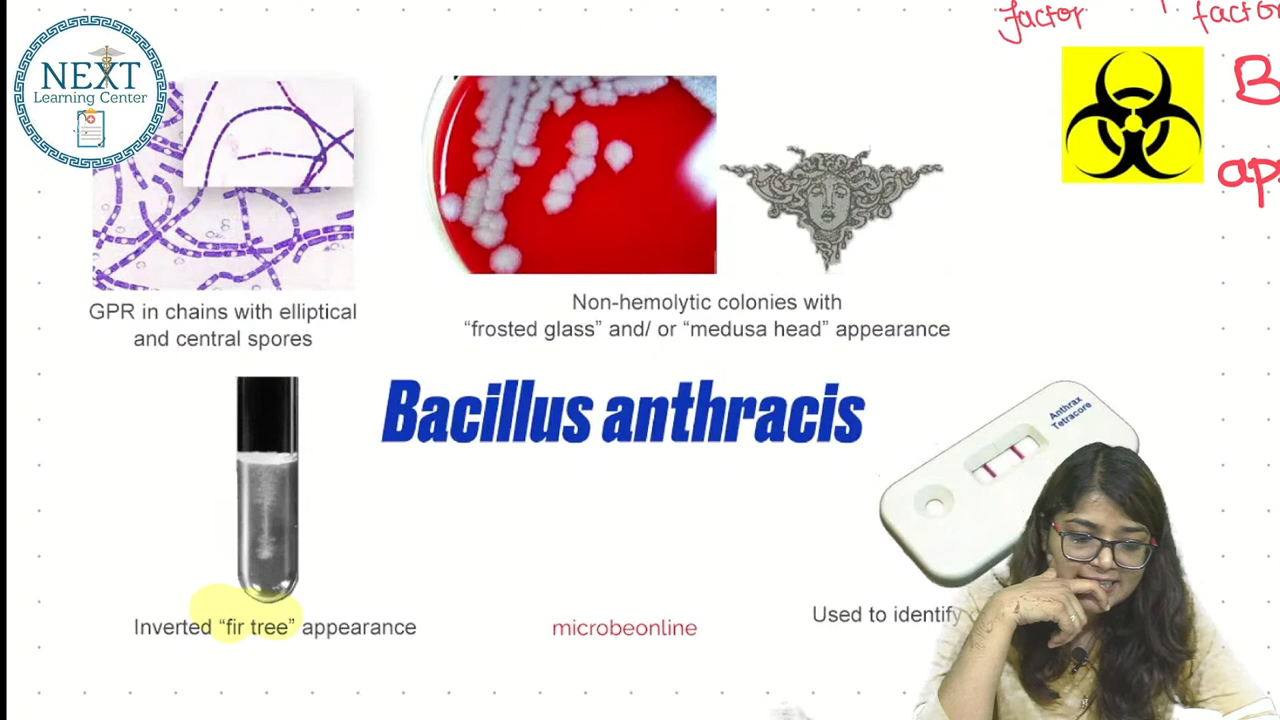 factor
factor
NEXT
Learning Center
B
GPR in chains with elliptical
and central spores
Non-hemolytic colonies with
“frosted glass” and/ or “medusa head” appearance
Bacillus anthracis
Anthrax
Tetracore
Inverted “fir tree” appearance
microbeonline
Used to identify